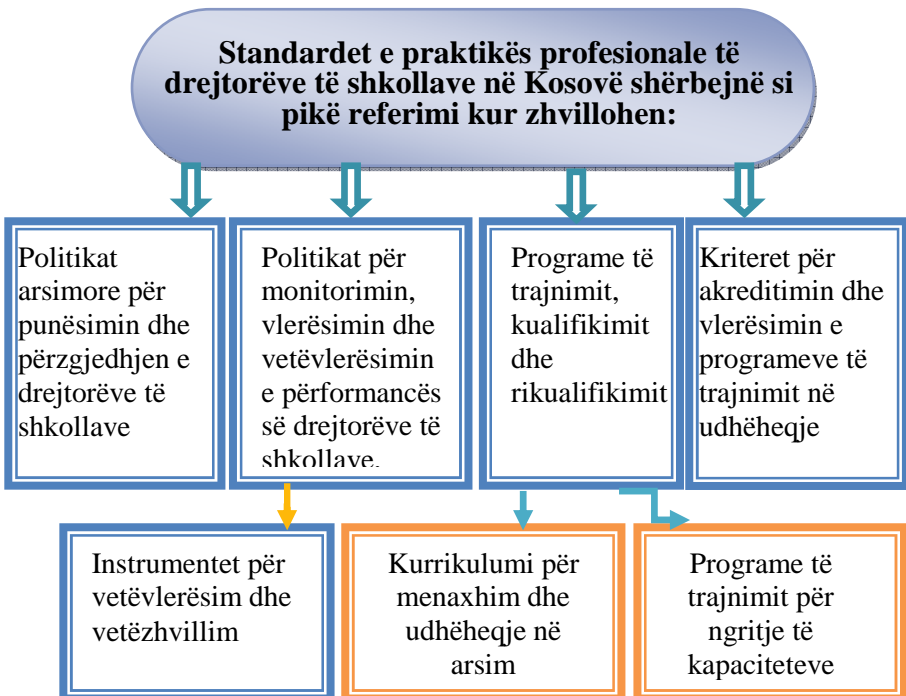 Standardet e praktikës profesionale të
drejtorëve të shkollave në Kosovë shërbejnë si
pikë referimi kur zhvillohen:
Politikat
arsimore për
punësimin dhe
përzgjedhjen e
drejtorëve të
shkollave
Politikat për
monitorimin,
vlerësimin dhe
vetëvlerësimin
e përformancës
së drejtorëve të
shkollave.
Programe të
trajnimit,
kualifikimit
dhe
rikualifikimit
Kriteret për
akreditimin dhe
vlerësimin e
programeve të
trajnimit në
udhëheqje
Instrumentet për
vetëvlerësim dhe
vetëzhvillim
Kurrikulumi për
menaxhim dhe
udhëheqje në
arsim
Programe të
trajnimit për
ngritje të
kapaciteteve